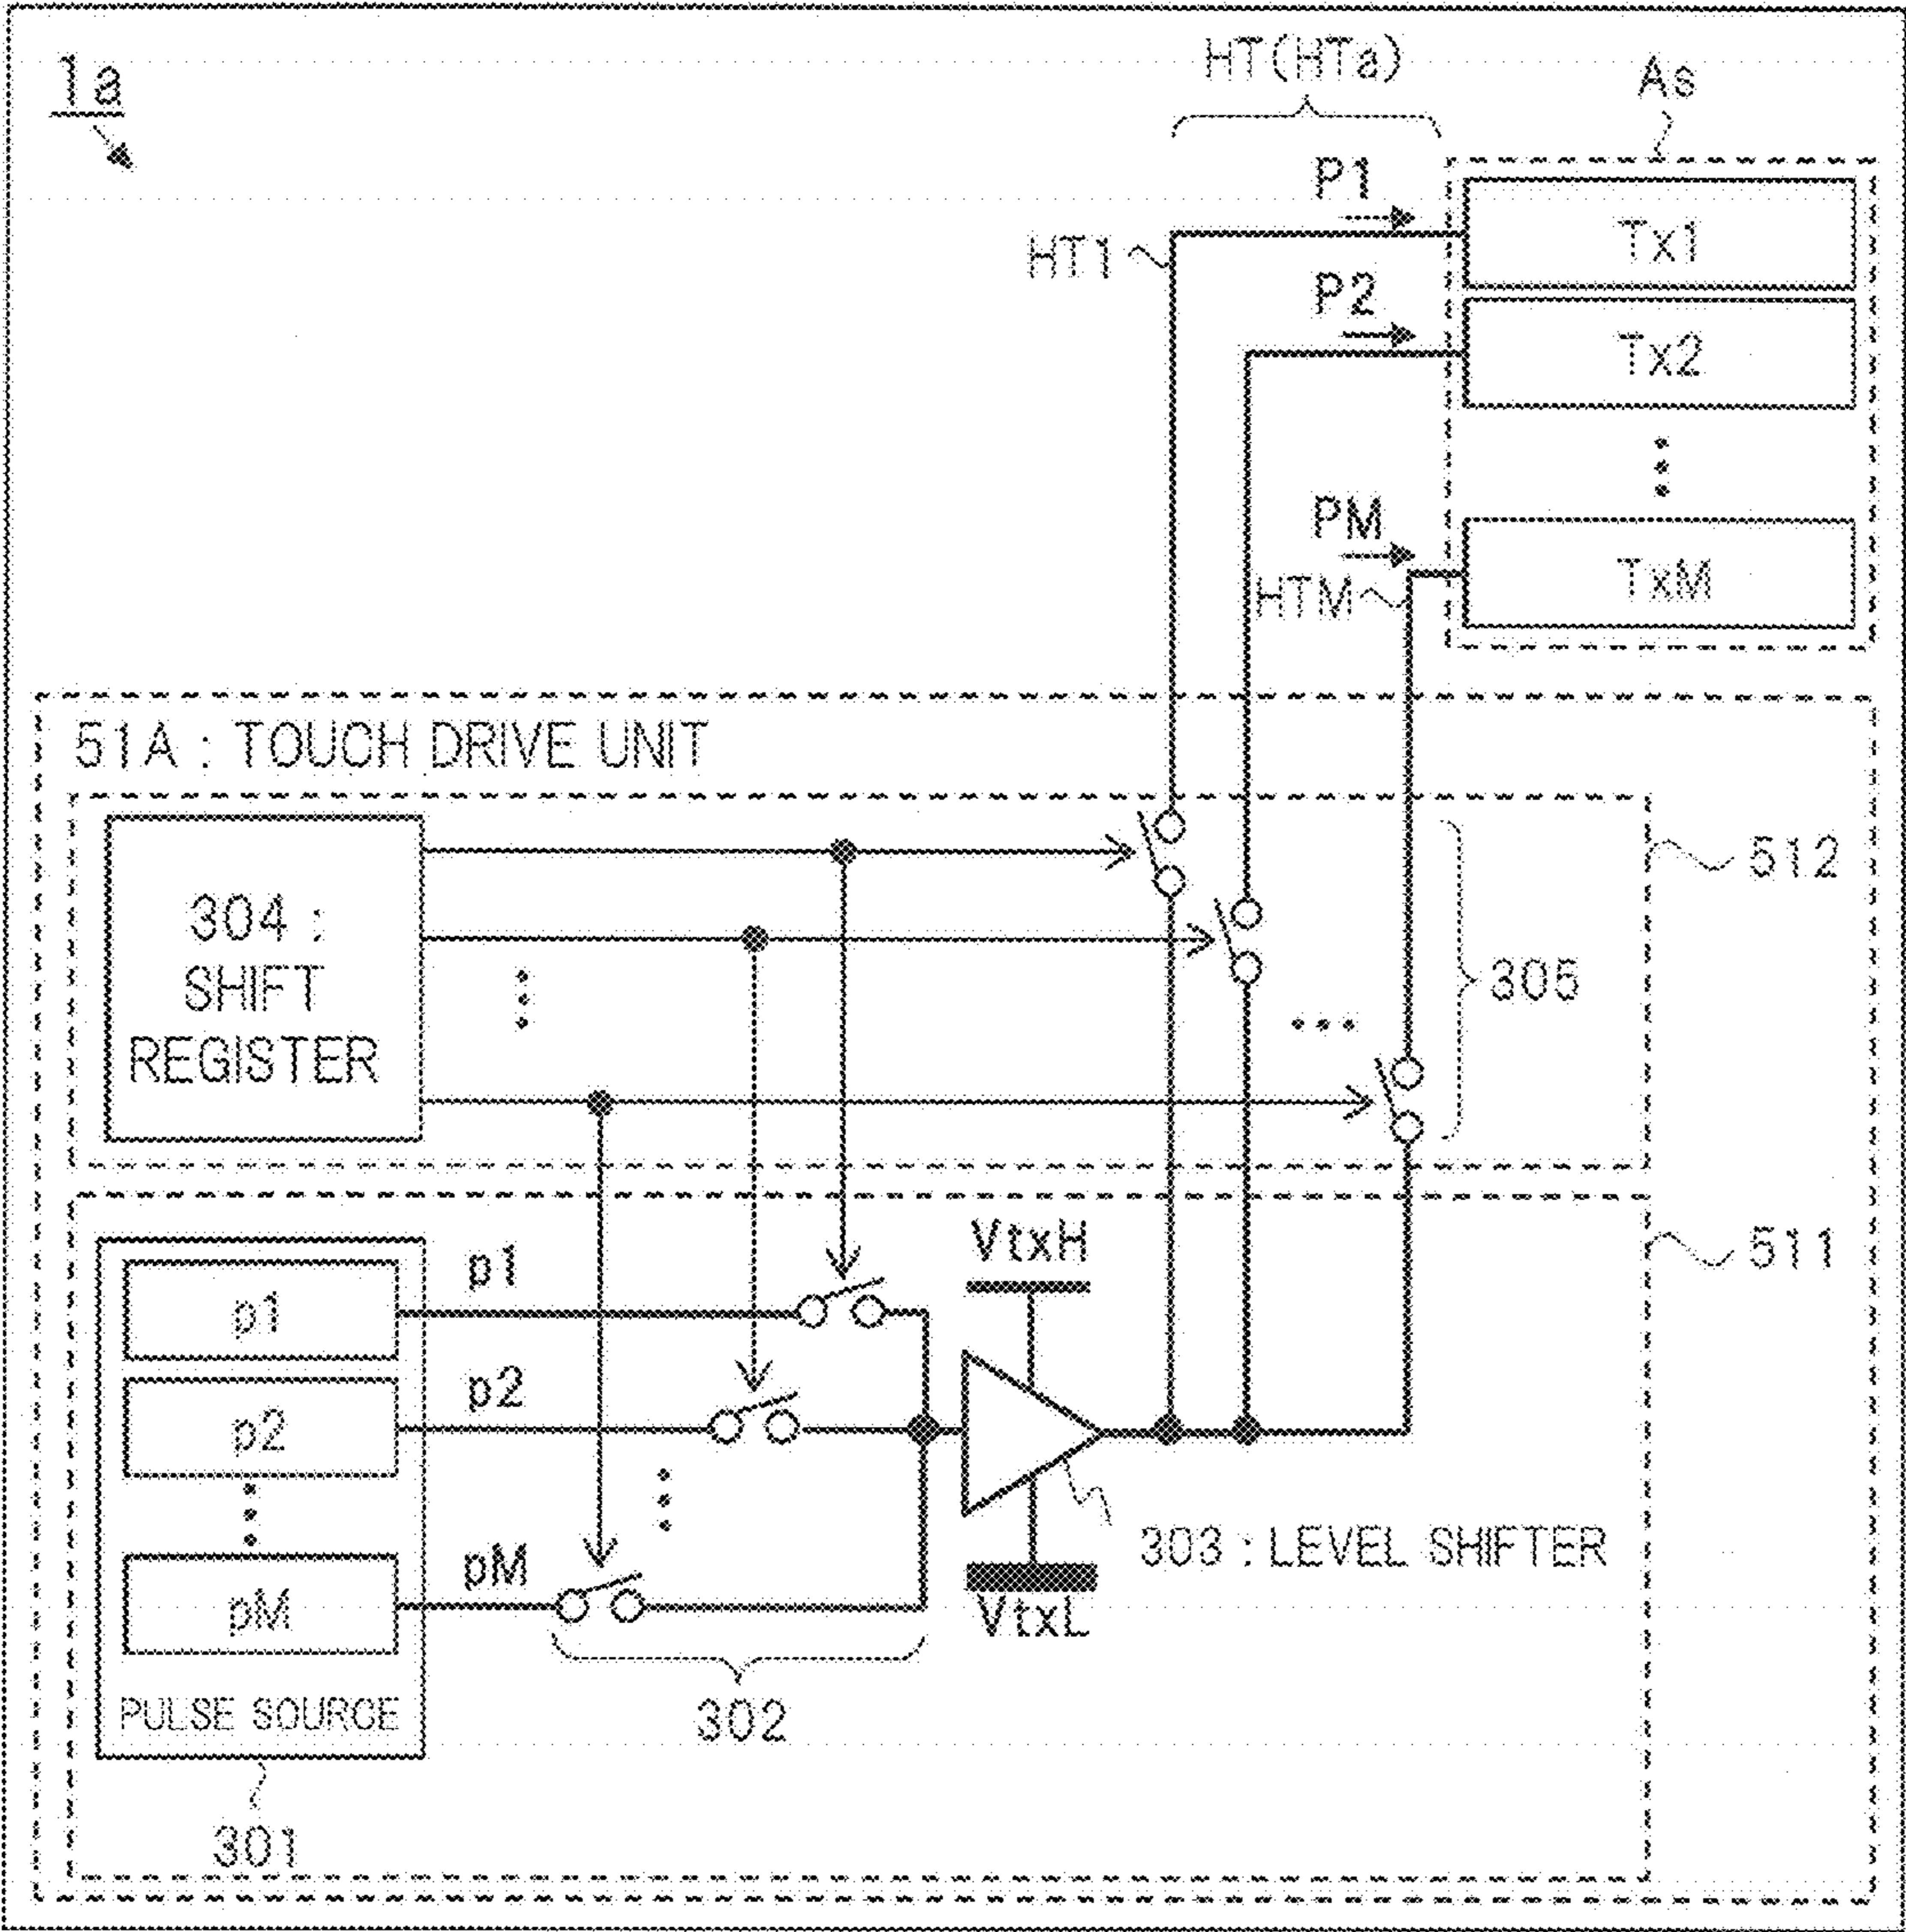 1a
HT(HTa)
As
P1
HT1
Tx1
P2
Tx2
PM
HTM
TxM
51A : TOUCH DRIVE UNIT
304 :
SHIFT
REGISTER
512
305
511
p1
p1
VtxH
p2
p2
pM
pM
303 : LEVEL SHIFTER
VtxL
PULSE SOURCE
302
301